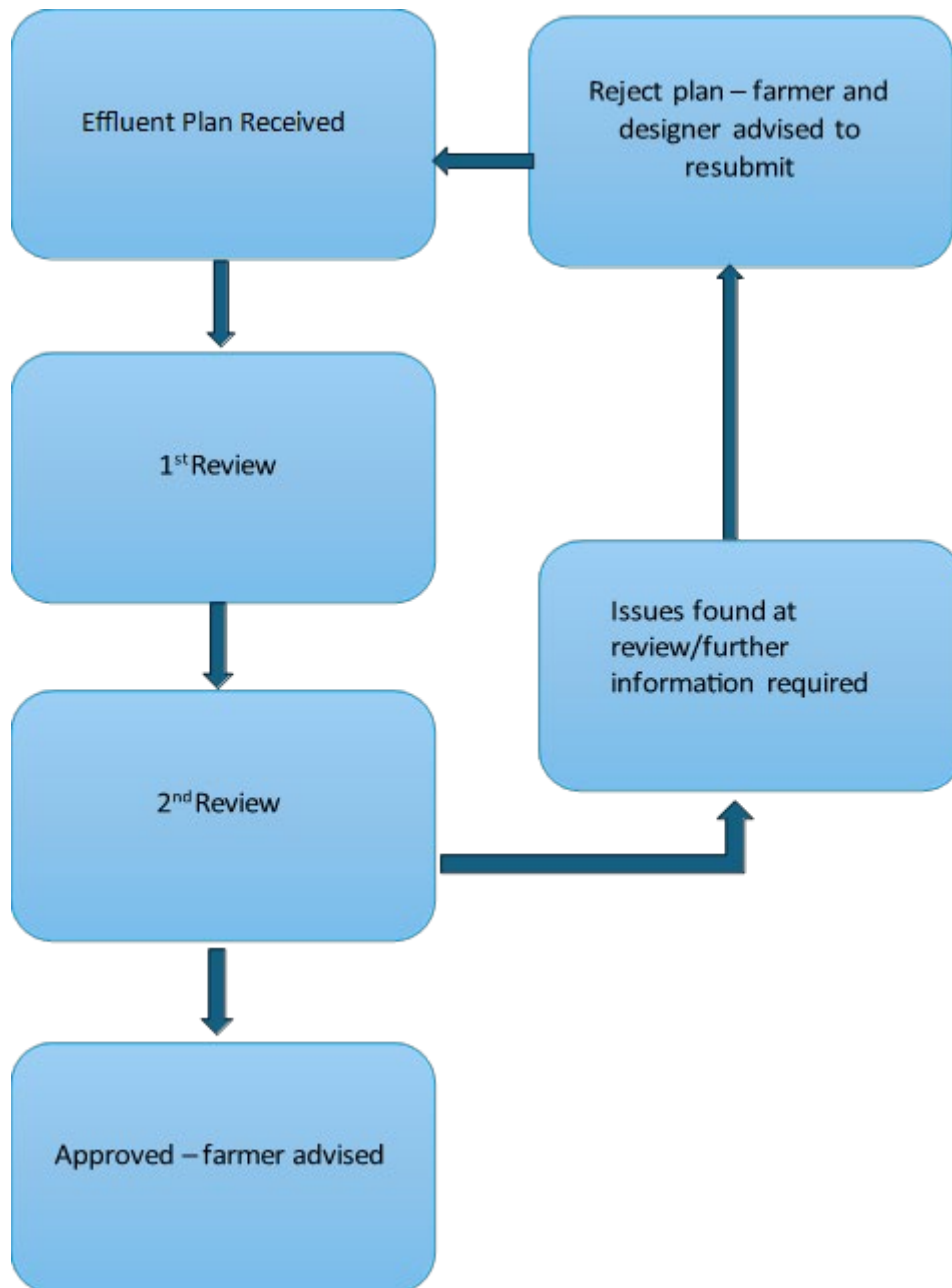 Effluent Plan Received
Reject plan – farmer and
designer advised to
resubmit
1st Review
Issues found at
review/further
information required
2nd Review
Approved – farmer advised